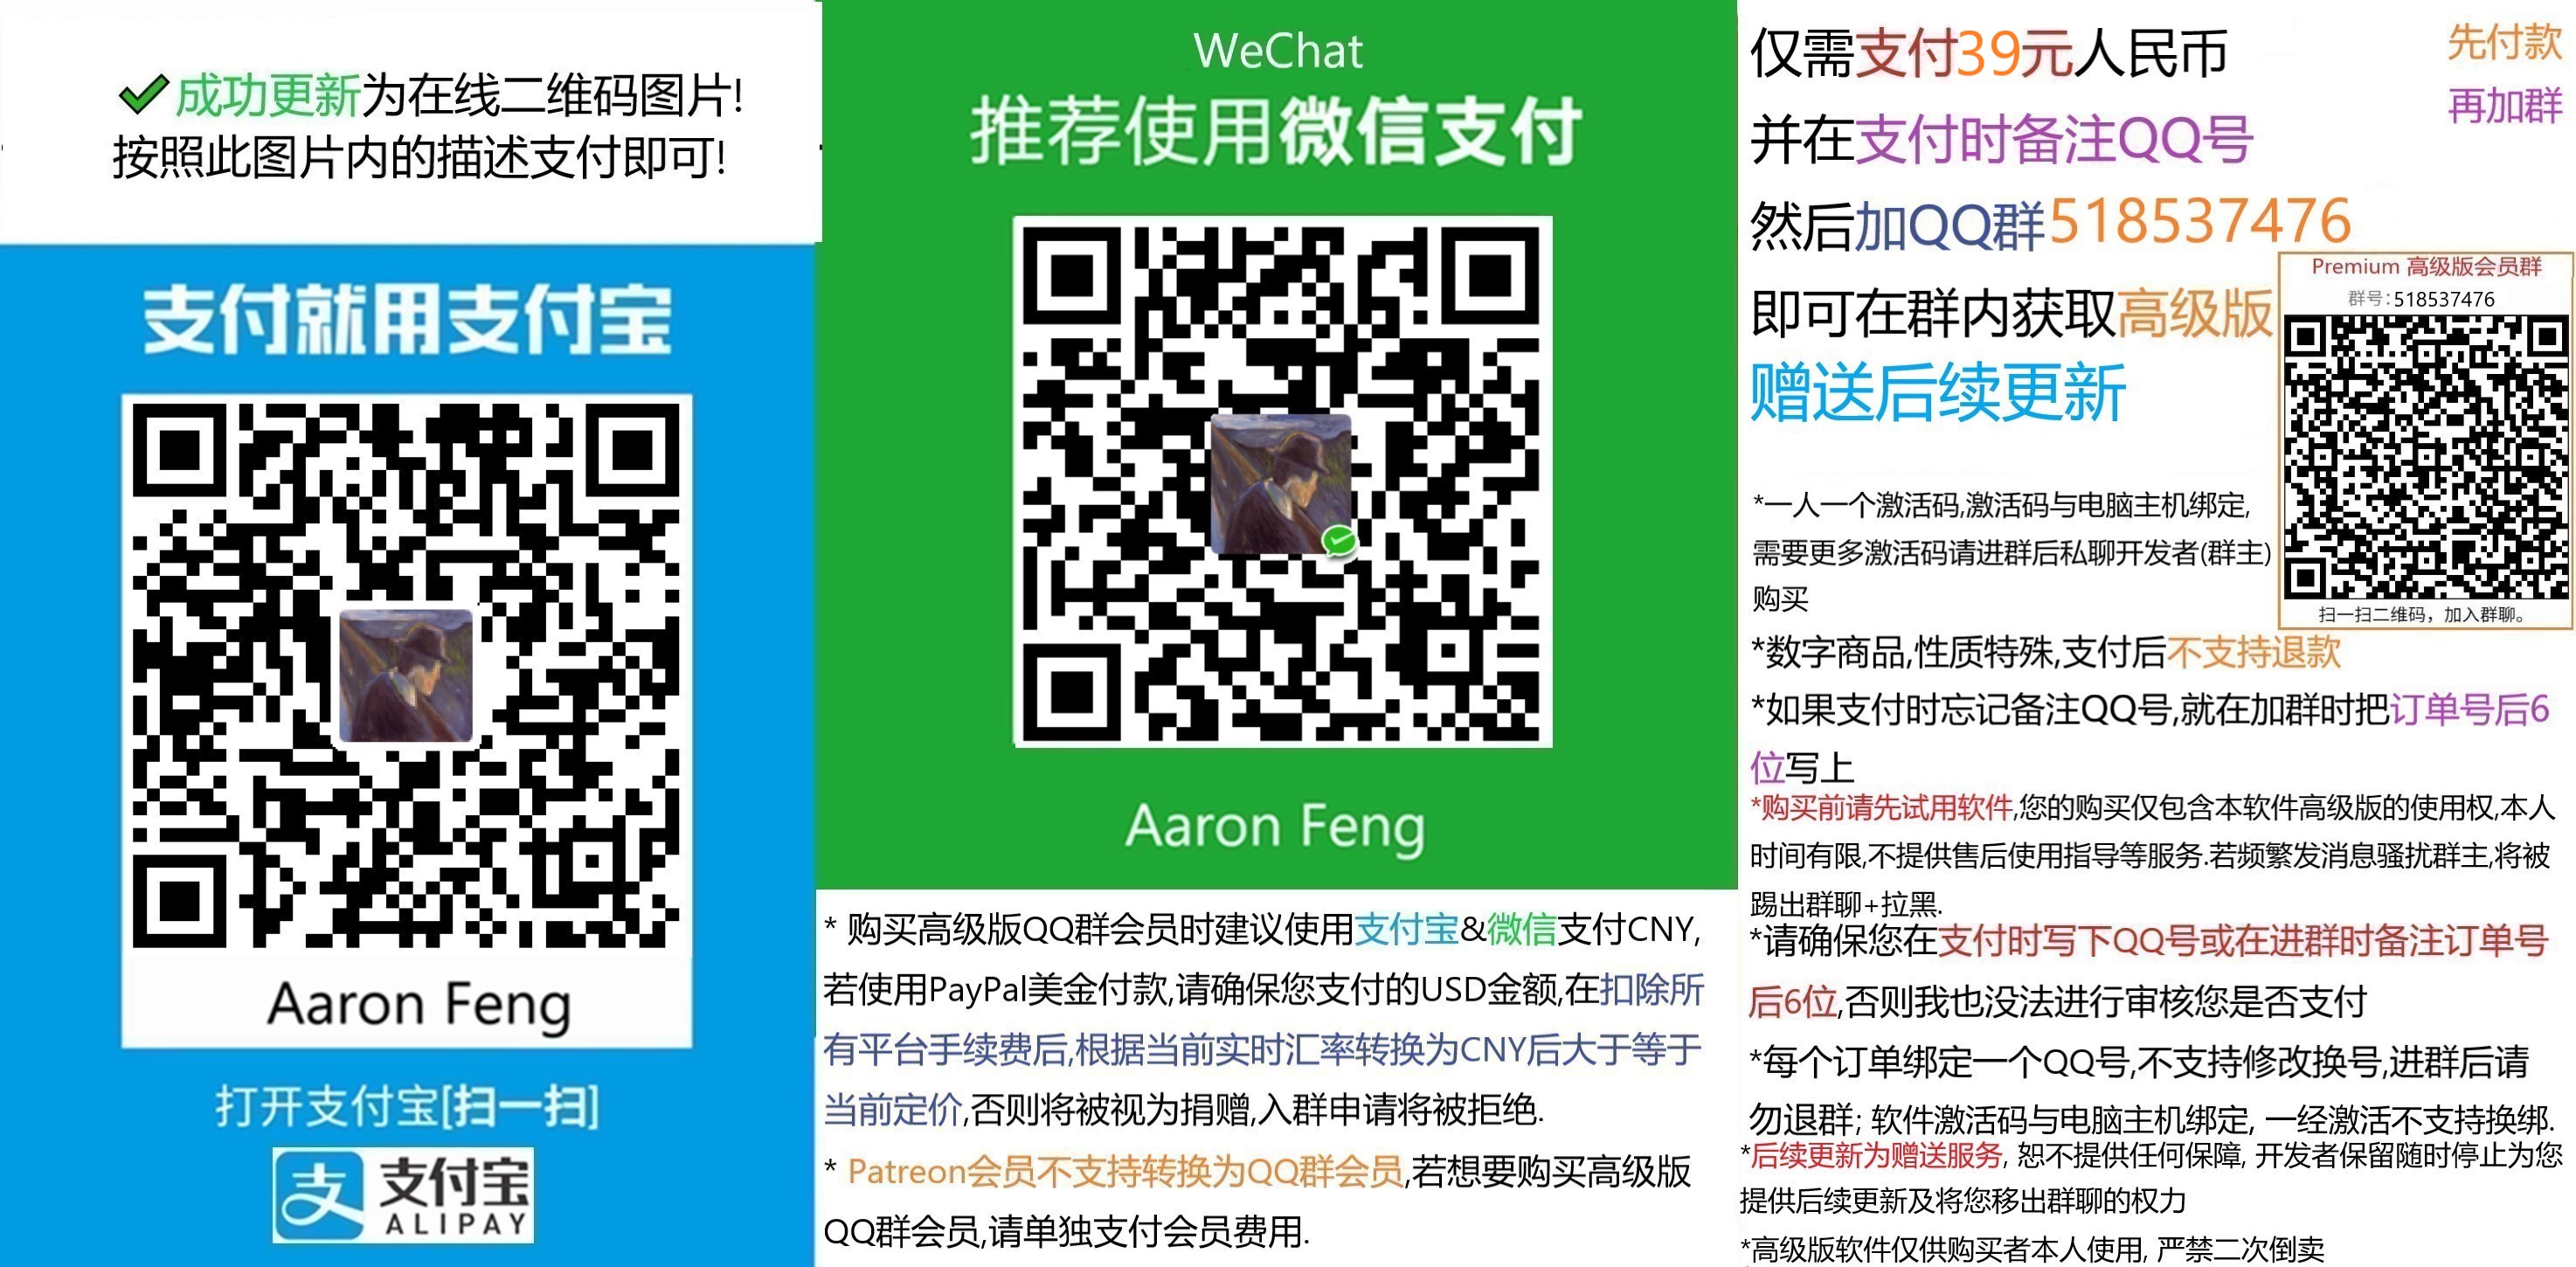 ✔成功更新为在线二维码图片!
按照此图片内的描述支付即可!
支付就用支付宝
Aaron Feng
打开支付宝[扫一扫]
支 支付宝
ALIPAY
WeChat
推荐使用微信支付
Aaron Feng
* 购买高级版QQ群会员时建议使用支付宝&微信支付CNY,
若使用PayPal美金付款,请确保您支付的USD金额,在扣除所
有平台手续费后,根据当前实时汇率转换为CNY后大于等于
当前定价,否则将被视为捐赠,入群申请将被拒绝.
* Patreon会员不支持转换为QQ群会员,若想要购买高级版
QQ群会员,请单独支付会员费用.
仅需支付39元人民币
并在支付时备注QQ号
然后加QQ群518537476
即可在群内获取高级版
赠送后续更新
先付款
再加群
Premium 高级版会员群
群号:518537476
扫一扫二维码，加入群聊。
*一人一个激活码,激活码与电脑主机绑定,
需要更多激活码请进群后私聊开发者(群主)
购买
*数字商品,性质特殊,支付后不支持退款
*如果支付时忘记备注QQ号,就在加群时把订单号后6
位写上
*购买前请先试用软件,您的购买仅包含本软件高级版的使用权,本人
时间有限,不提供售后使用指导等服务.若频繁发消息骚扰群主,将被
踢出群聊+拉黑.
*请确保您在支付时写下QQ号或在进群时备注订单号
后6位,否则我也没法进行审核您是否支付
*每个订单绑定一个QQ号,不支持修改换号,进群后请
勿退群; 软件激活码与电脑主机绑定, 一经激活不支持换绑.
*后续更新为赠送服务, 恕不提供任何保障, 开发者保留随时停止为您
提供后续更新及将您移出群聊的权力
*高级版软件仅供购买者本人使用, 严禁二次倒卖